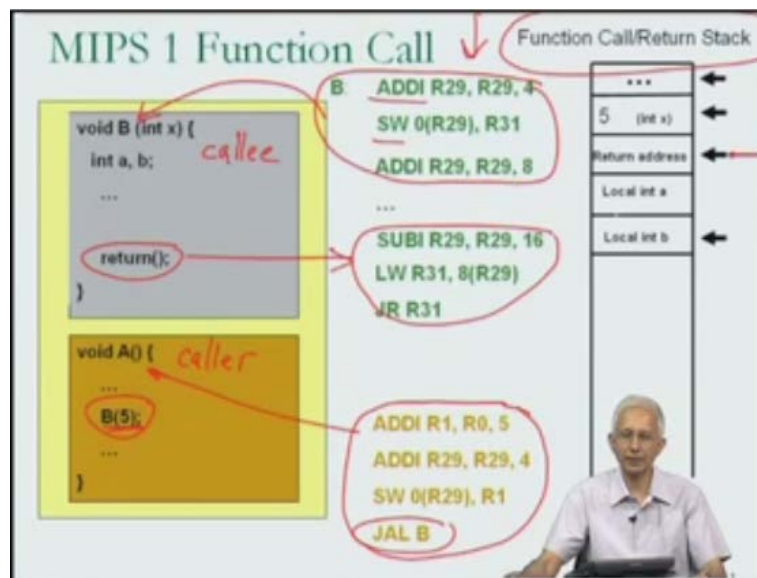 MIPS 1 Function Call
Function Call/Return Stack
void B (int x) {
callee
int a, b;
...
return();
}
void A() {
caller
...
B(5);
...
}
B: ADDI R29, R29, 4
SW 0(R29), R31
ADDI R29, R29, 8
...
SUBI R29, R29, 16
LW R31, 8(R29)
JR R31
ADDI R1, R0, 5
ADDI R29, R29, 4
SW 0(R29), R1
JAL B
...
5 (int x)
Return address
Local int a
Local int b